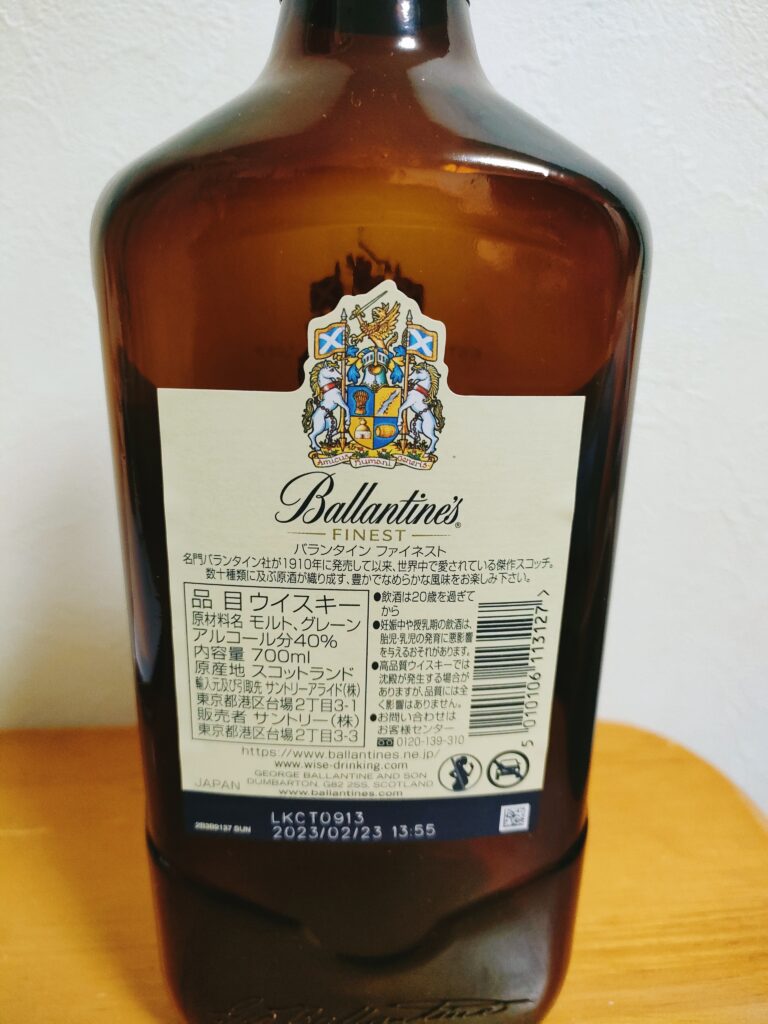 Amicus Humani Generis
Ballantine's®
FINEST
バランタイン ファイネスト
名門バランタイン社が1910年に発売して以来、世界中で愛されている傑作スコッチ。
数十種類に及ぶ原酒が織り成す、豊かでなめらかな風味をお楽しみ下さい。
品 目 ウイスキー
原材料名 モルト、グレーン
アルコール分40%
内容量 700ml
原産地 スコットランド
輸入元及び引取先 サントリーアライド(株)
東京都港区台場2丁目3-1
販売者 サントリー(株)
東京都港区台場2丁目3-3
●飲酒は20歳を過ぎて
から
●妊娠中や授乳期の飲酒は、
胎児・乳児の発育に悪影響
を与えるおそれがあります。
●高品質ウイスキーでは
沈殿が発生する場合が
ありますが、品質には全
く影響はありません。
●お問い合わせは
お客様センター
0120-139-310
5 010106 113127 >
https://www.ballantines.ne.jp/
www.wise-drinking.com
GEORGE BALLANTINE AND SON
DUMBARTON, G82 2SS, SCOTLAND
JAPAN
www.ballantines.com
LKCT0913
2023/02/23 13:55